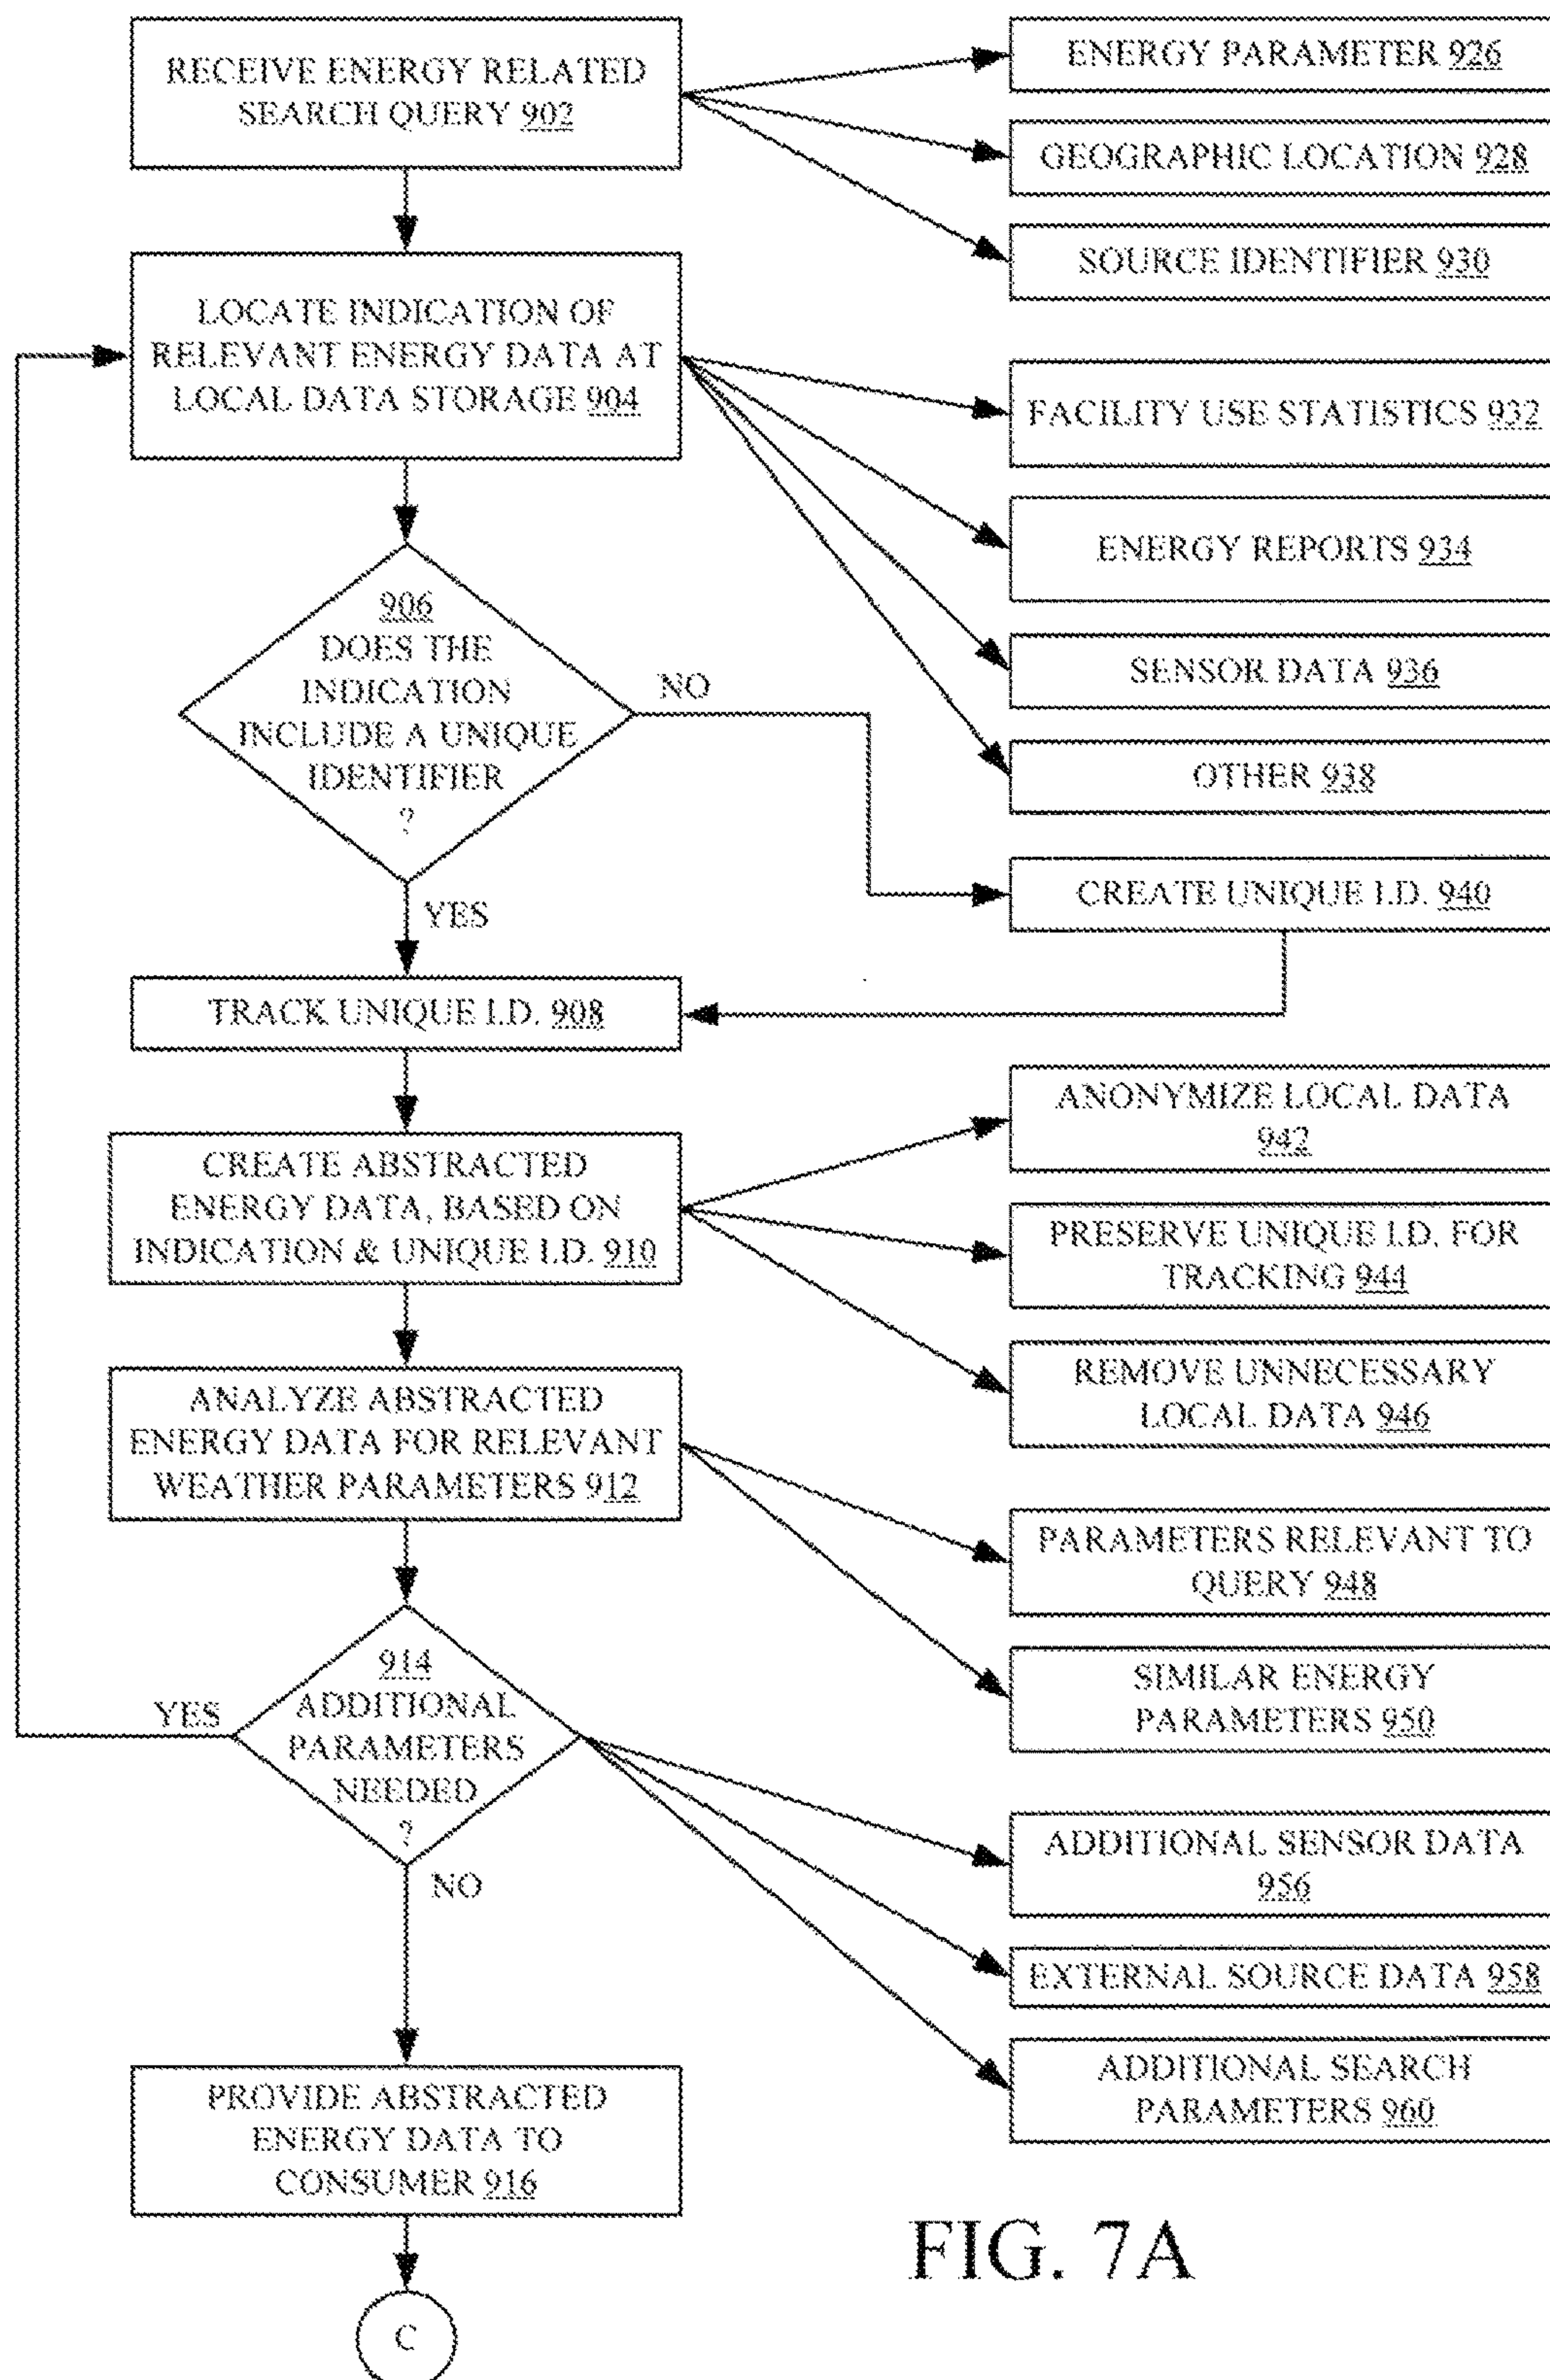 RECEIVE ENERGY RELATED
SEARCH QUERY 902
ENERGY PARAMETER 926
GEOGRAPHIC LOCATION 928
SOURCE IDENTIFIER 930
LOCATE INDICATION OF
RELEVANT ENERGY DATA AT
LOCAL DATA STORAGE 904
FACILITY USE STATISTICS 932
ENERGY REPORTS 934
SENSOR DATA 936
OTHER 938
906
DOES THE
INDICATION
INCLUDE A UNIQUE
IDENTIFIER
?
NO
CREATE UNIQUE I.D. 940
YES
TRACK UNIQUE I.D. 908
CREATE ABSTRACTED
ENERGY DATA, BASED ON
INDICATION & UNIQUE I.D. 910
ANONYMIZE LOCAL DATA
942
PRESERVE UNIQUE I.D. FOR
TRACKING 944
REMOVE UNNECESSARY
LOCAL DATA 946
ANALYZE ABSTRACTED
ENERGY DATA FOR RELEVANT
WEATHER PARAMETERS 912
PARAMETERS RELEVANT TO
QUERY 948
SIMILAR ENERGY
PARAMETERS 950
914
ADDITIONAL
PARAMETERS
NEEDED
?
YES
NO
ADDITIONAL SENSOR DATA
956
EXTERNAL SOURCE DATA 958
ADDITIONAL SEARCH
PARAMETERS 960
PROVIDE ABSTRACTED
ENERGY DATA TO
CONSUMER 916
C
FIG. 7A